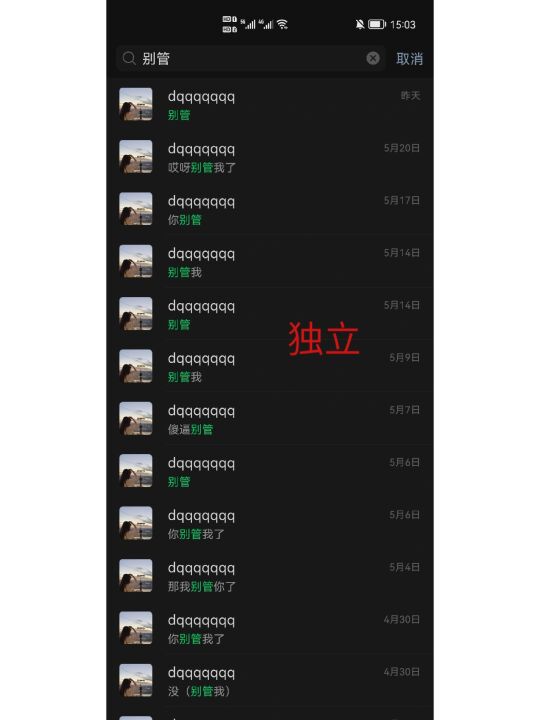 15:03
别管
取消
dqqqqqqq
昨天
别管
dqqqqqqq
5月20日
哎呀别管我了
dqqqqqqq
5月17日
你别管
dqqqqqqq
5月14日
别管我
dqqqqqqq
5月14日
别管
独立
dqqqqqqq
5月9日
别管我
dqqqqqqq
5月7日
傻逼别管
dqqqqqqq
5月6日
别管
dqqqqqqq
5月6日
你别管我了
dqqqqqqq
5月4日
那我别管你了
dqqqqqqq
4月30日
你别管我了
dqqqqqqq
4月30日
没（别管我）